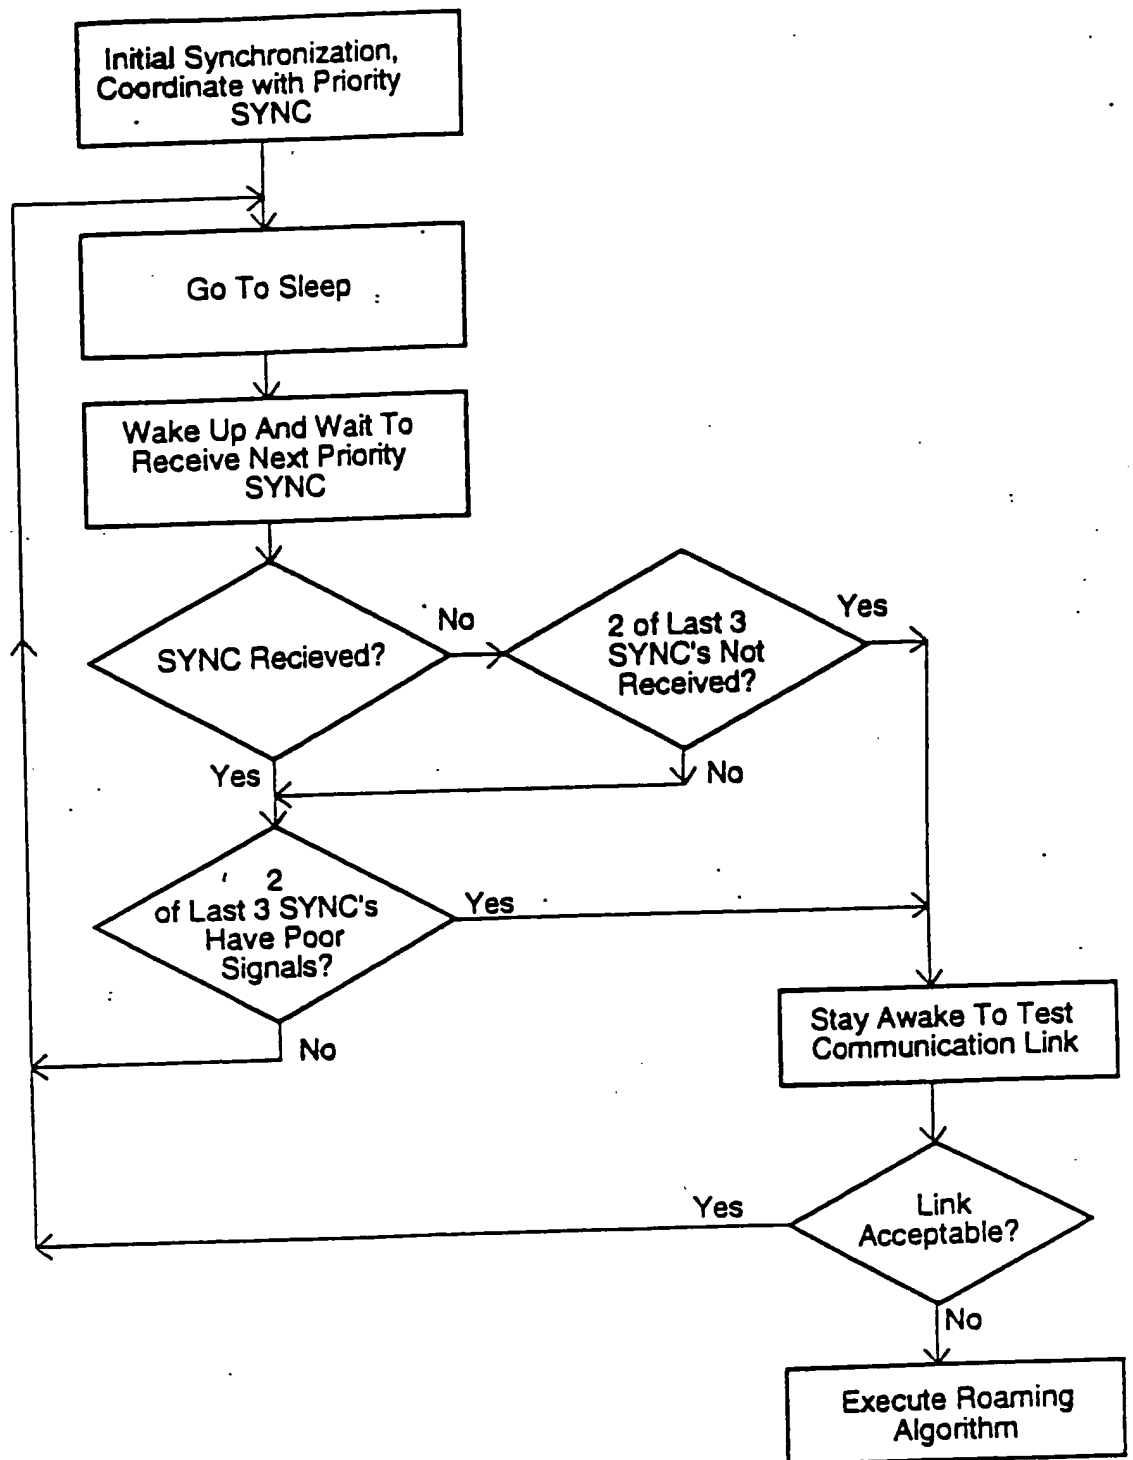 Initial Synchronization,
Coordinate with Priority
SYNC
Go To Sleep
Wake Up And Wait To
Receive Next Priority
SYNC
SYNC Recieved?
No
2 of Last 3
SYNC's Not
Received?
Yes
Yes
No
2
of Last 3 SYNC's
Have Poor
Signals?
Yes
No
Stay Awake To Test
Communication Link
Link
Acceptable?
Yes
No
Execute Roaming
Algorithm